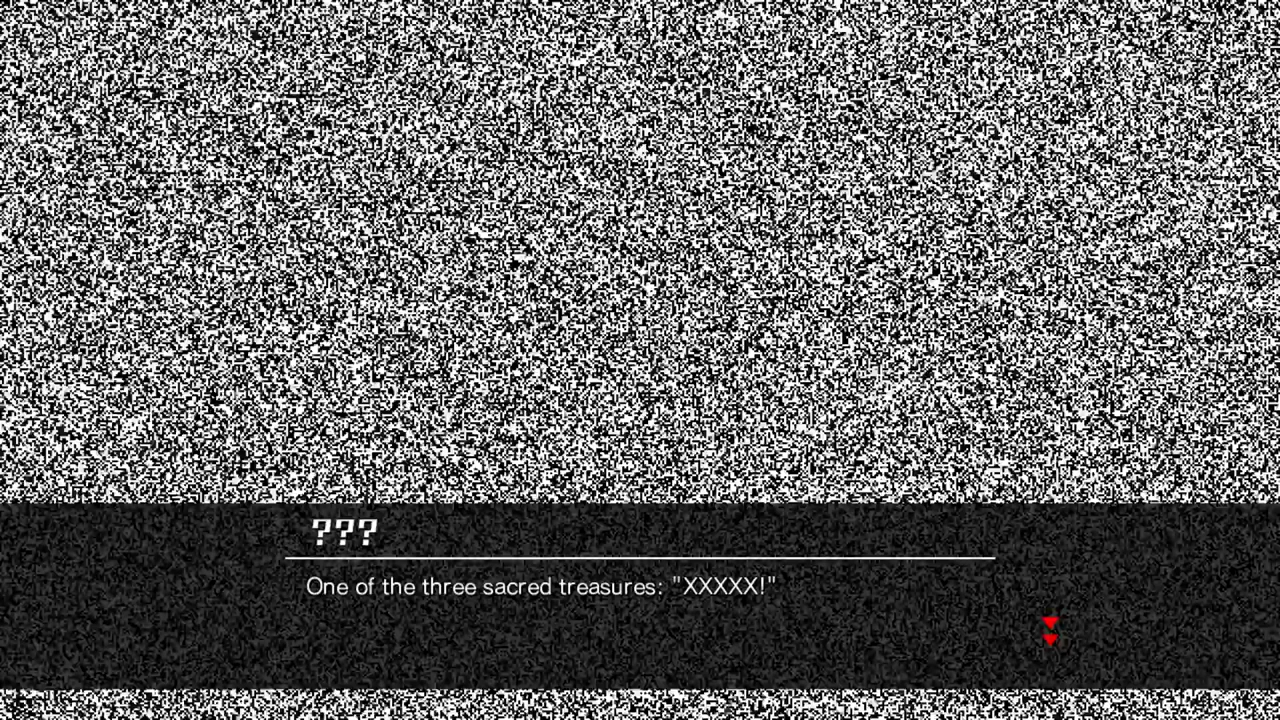 ???
One of the three sacred treasures: "XXXXX!"